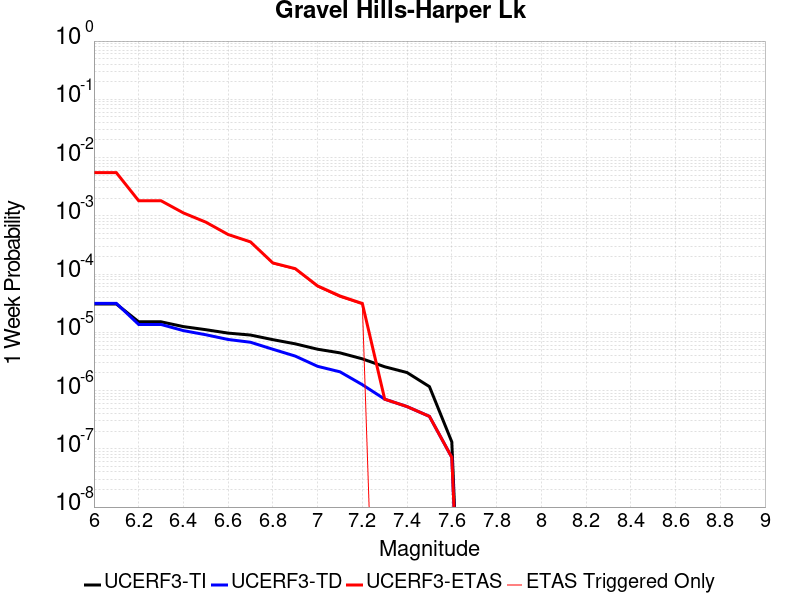 Gravel Hills-Harper Lk
10^0
10^-1
10^-2
10^-3
10^-4
10^-5
10^-6
10^-7
10^-8
1 Week Probability
6 6.2 6.4 6.6 6.8 7 7.2 7.4 7.6 7.8 8 8.2 8.4 8.6 8.8 9
Magnitude
UCERF3-TI UCERF3-TD UCERF3-ETAS ETAS Triggered Only